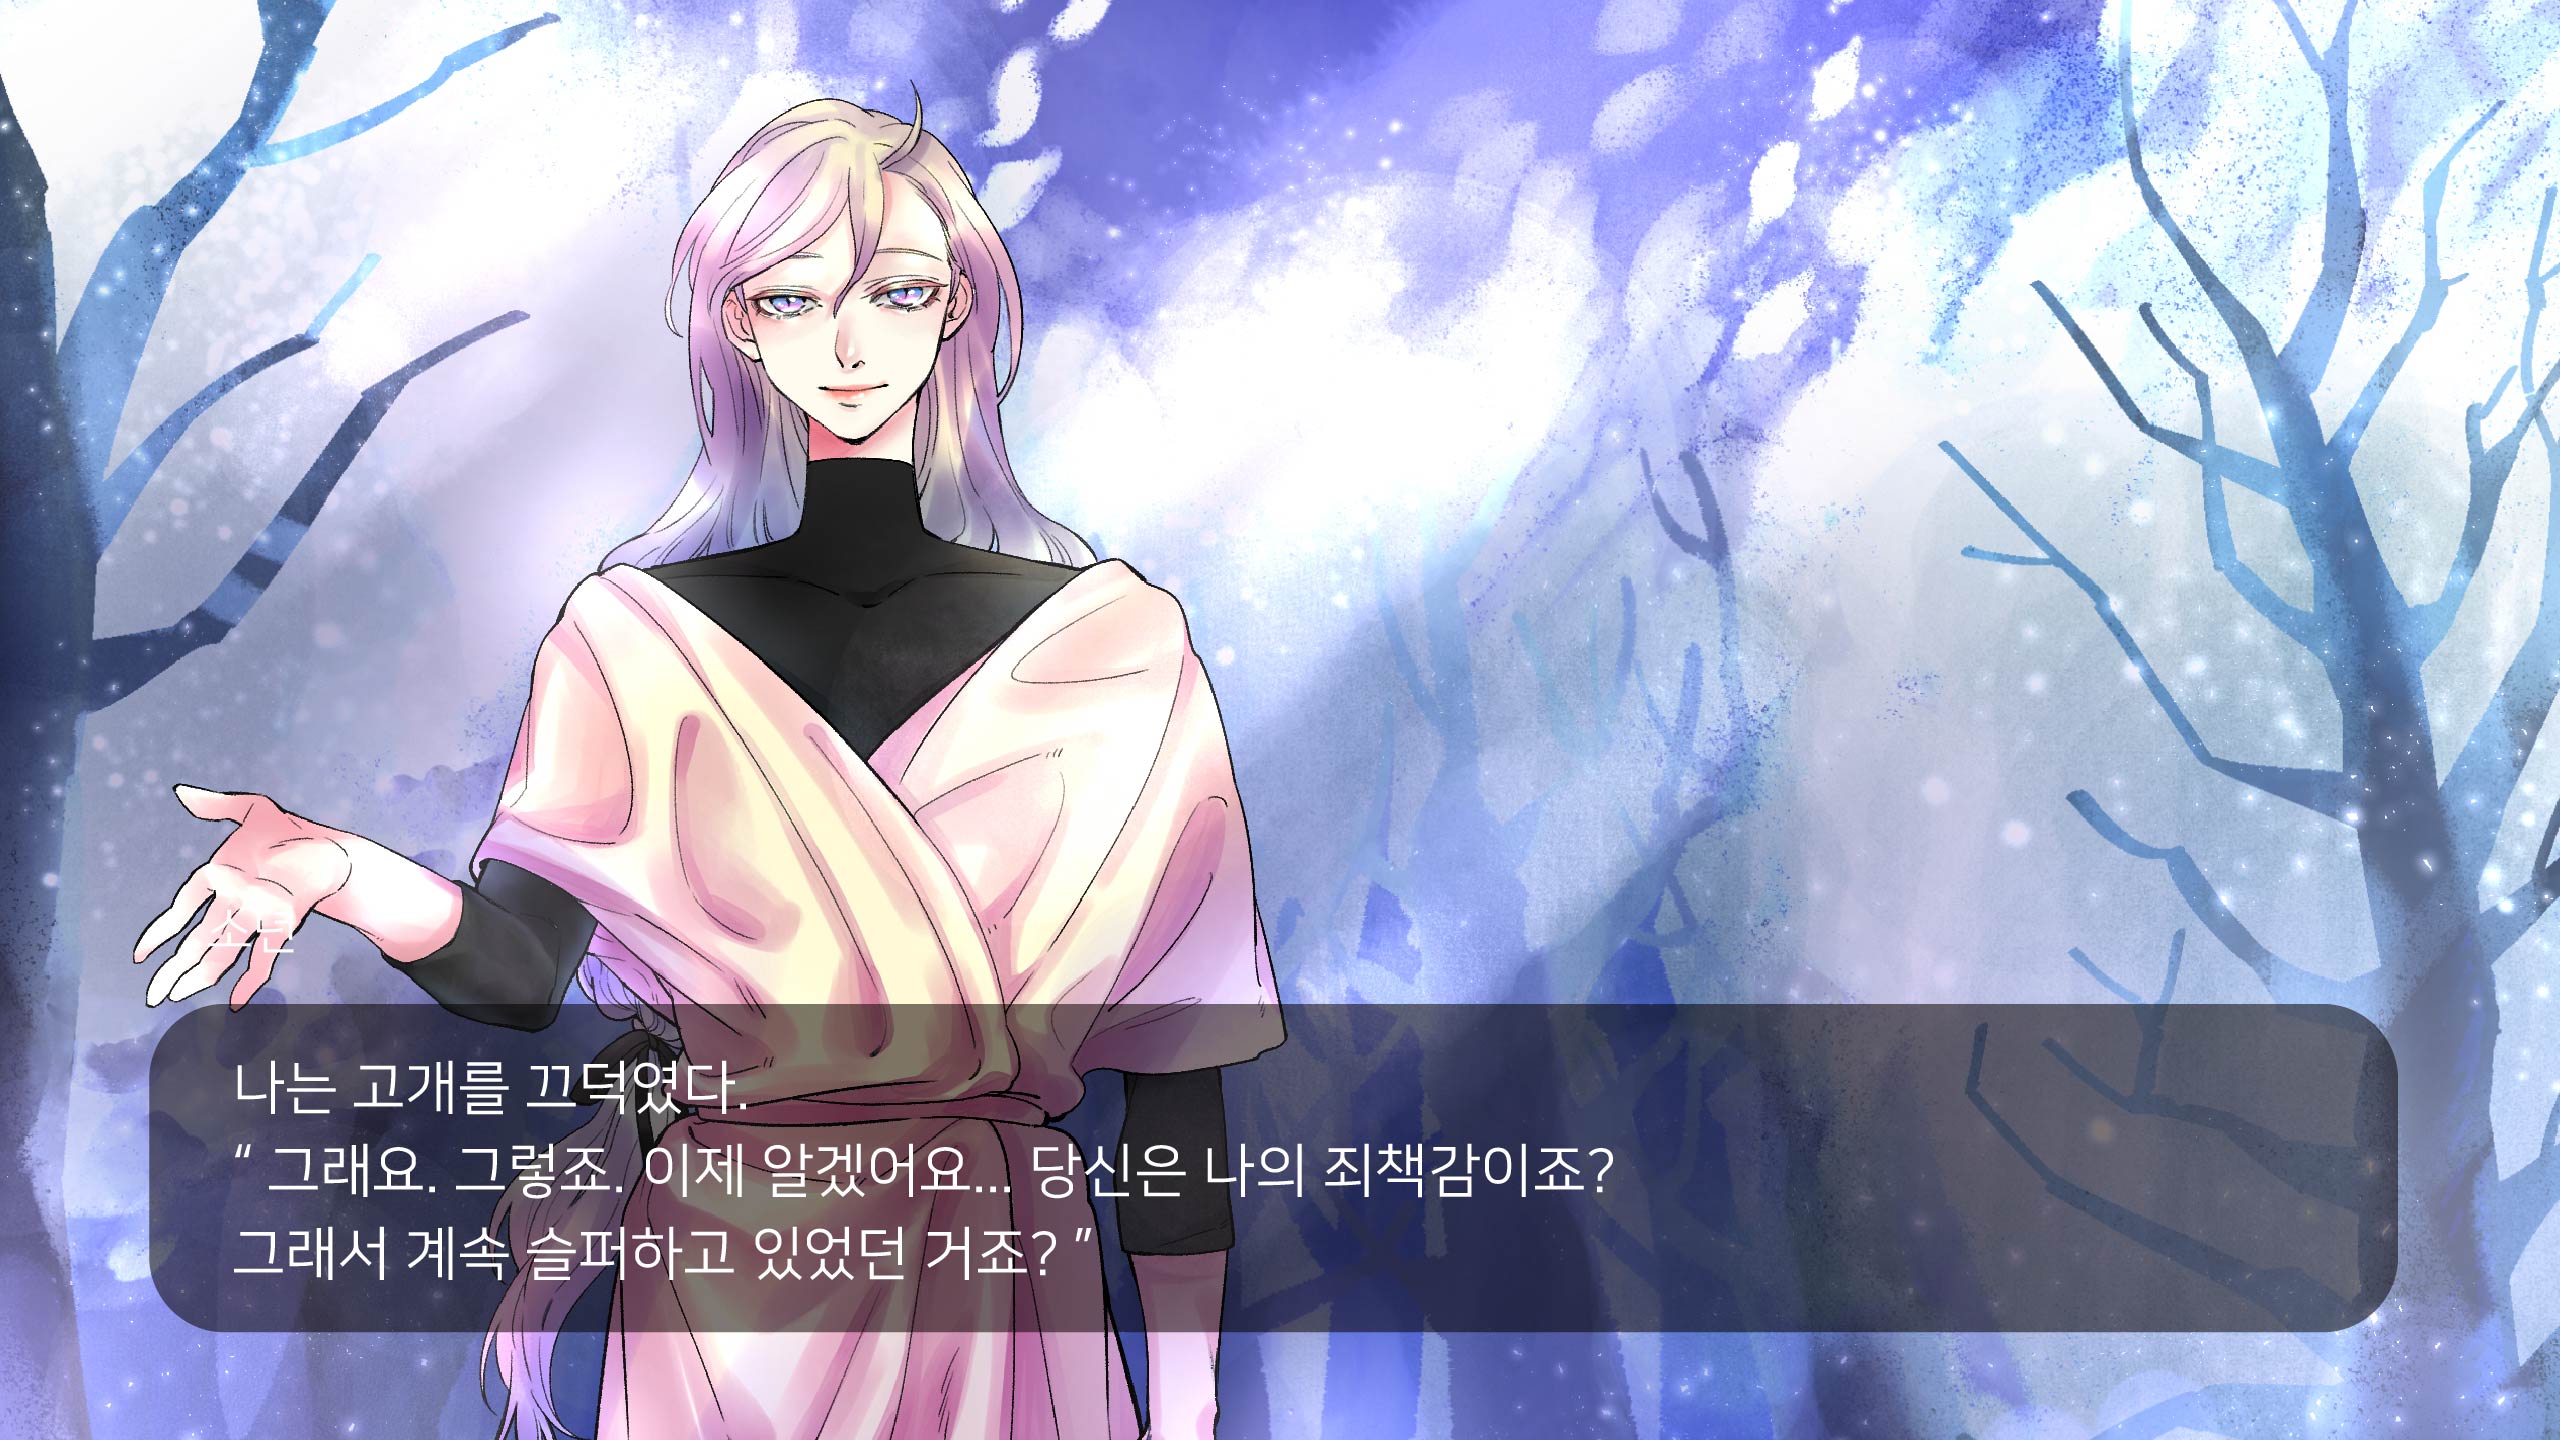 소년
나는 고개를 끄덕였다.
“ 그래요. 그렇죠. 이제 알겠어요... 당신은 나의 죄책감이죠?
그래서 계속 슬퍼하고 있었던 거죠? ”